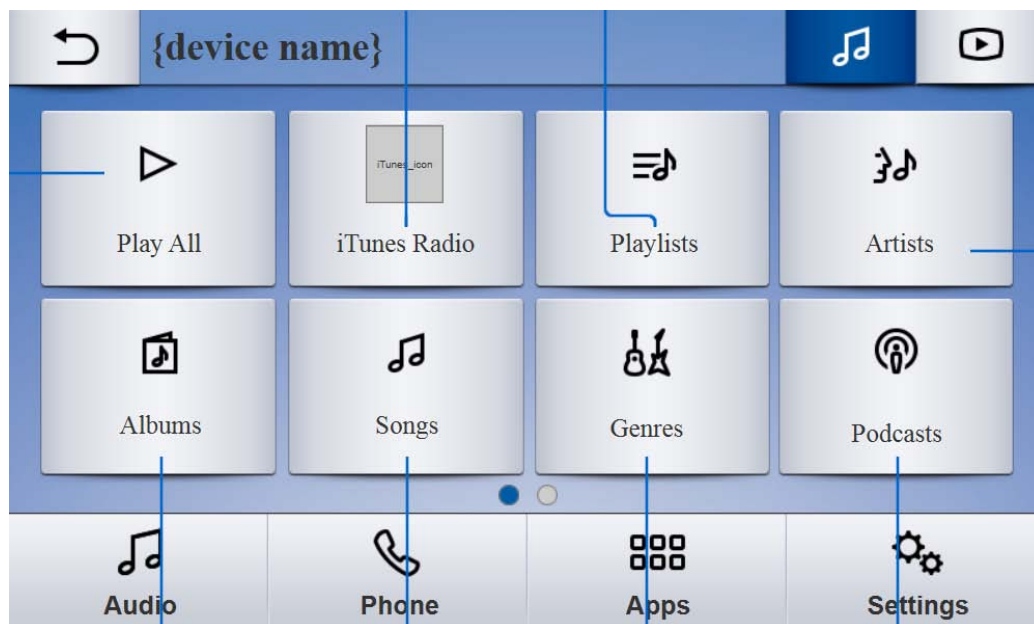 {device name}
iTunes_icon
Play All
iTunes Radio
Playlists
Artists
Albums
Songs
Genres
Podcasts
Audio
Phone
Apps
Settings